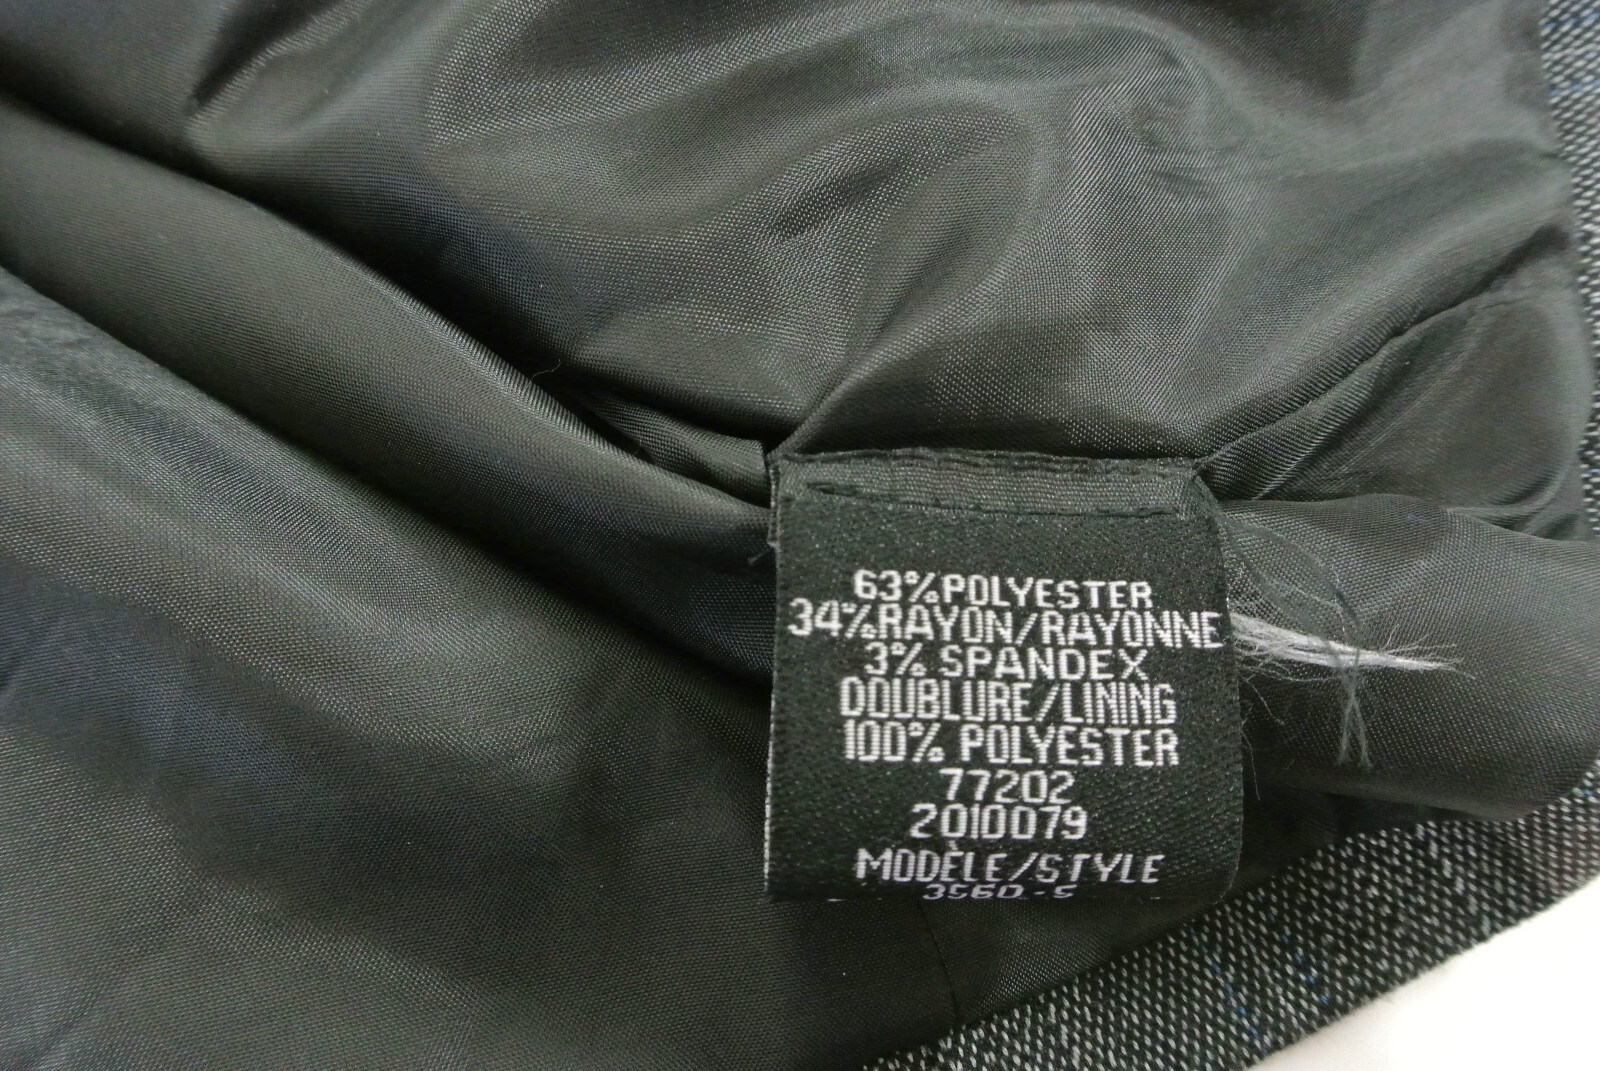 63%POLYESTER
34%RAYON/RAYONNE
3% SPANDEX
DOUBLURE/LINING
100% POLYESTER
77202
2010079
MODÈLE/STYLE